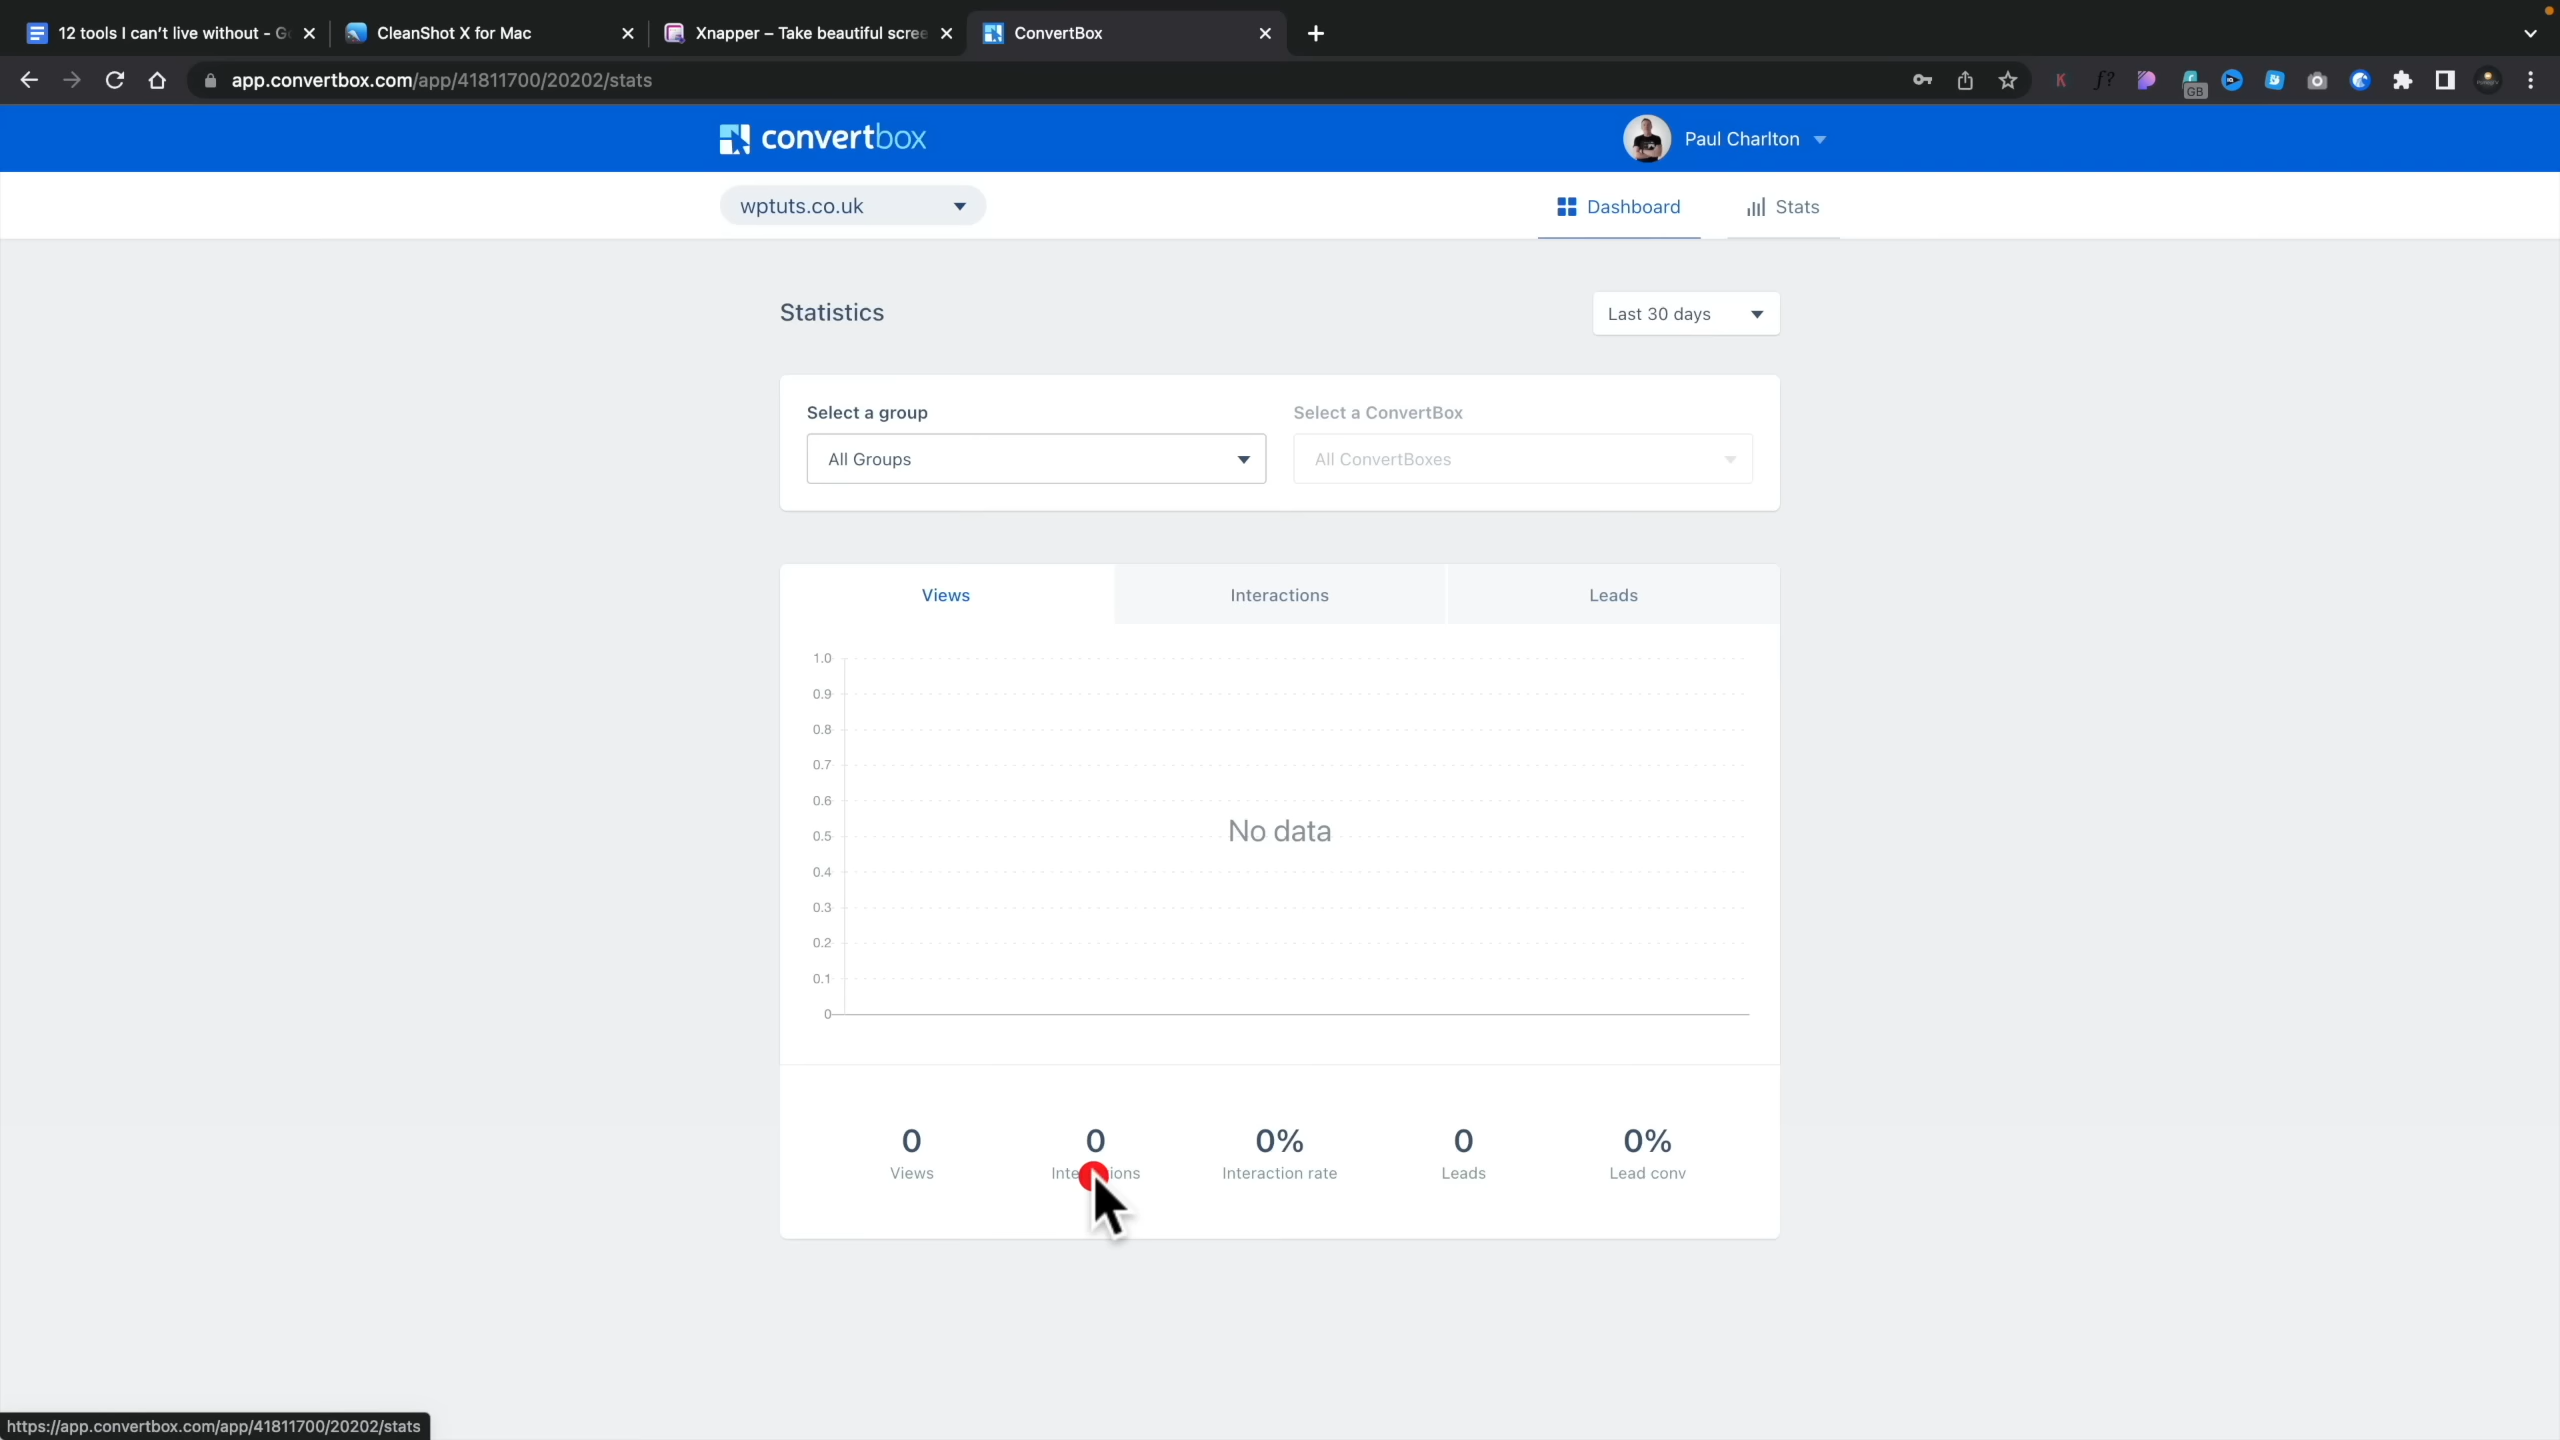 12 tools I can't live without - G
CleanShot X for Mac
Xnapper – Take beautiful scree
ConvertBox
app.convertbox.com/app/41811700/20202/stats
K
f?
GB
convertbox
Paul Charlton
wptuts.co.uk
Dashboard
Stats
Statistics
Last 30 days
Select a group
Select a ConvertBox
All Groups
All ConvertBoxes
Views
Interactions
Leads
1.0
0.9
0.8
0.7
0.6
0.5
No data
0.4
0.3
0.2
0.1
0
0
0
0%
0
0%
Views
Interaction rate
Leads
Lead conv
https://app.convertbox.com/app/41811700/20202/stats